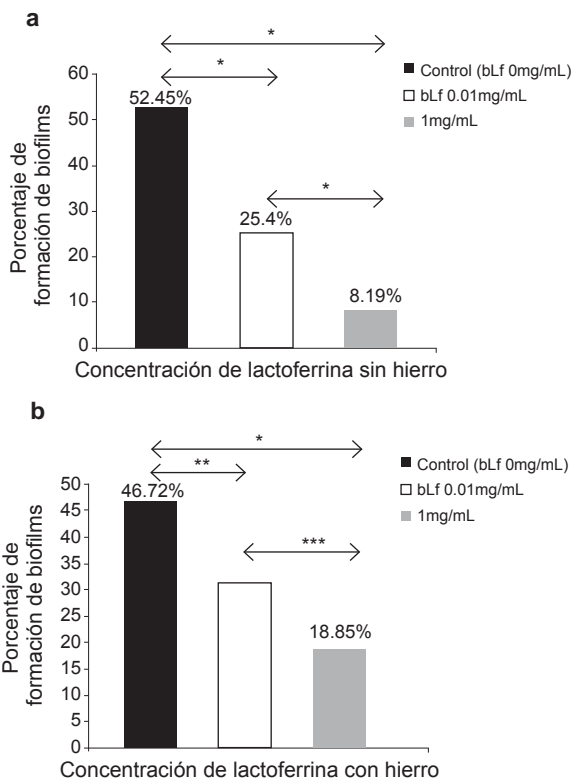 a
*
*
*
Control (bLf 0mg/mL)
bLf 0.01mg/mL
1mg/mL
Porcentaje de
formación de biofilms
60
50
40
30
20
10
0
52.45%
25.4%
8.19%
Concentración de lactoferrina sin hierro
b
*
**
***
Control (bLf 0mg/mL)
bLf 0.01mg/mL
1mg/mL
Porcentaje de
formación de biofilms
50
45
40
35
30
25
20
15
10
5
0
46.72%
18.85%
Concentración de lactoferrina con hierro